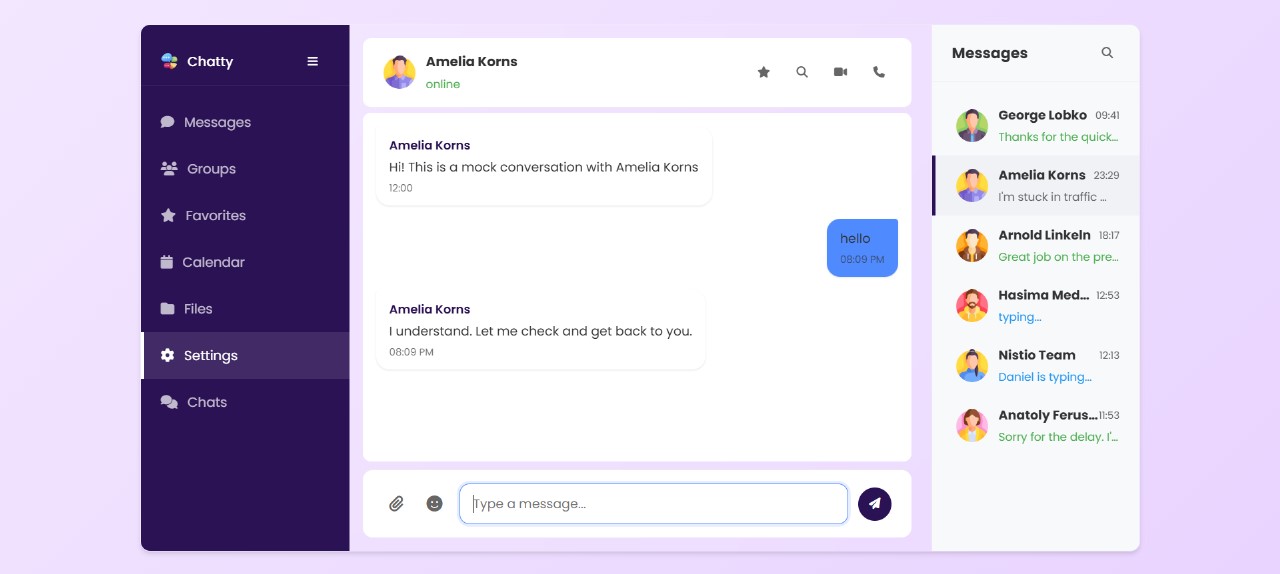 Chatty
Messages
Groups
Favorites
Calendar
Files
Settings
Chats
Amelia Korns
online
Amelia Korns
Hi! This is a mock conversation with Amelia Korns
12:00
hello
08:09 PM
Amelia Korns
I understand. Let me check and get back to you.
08:09 PM
Type a message...
Messages
George Lobko 09:41
Thanks for the quick...
Amelia Korns 23:29
I'm stuck in traffic ...
Arnold Linkeln 18:17
Great job on the pre...
Hasima Med... 12:53
typing...
Nistio Team 12:13
Daniel is typing...
Anatoly Ferus... 11:53
Sorry for the delay. I'...